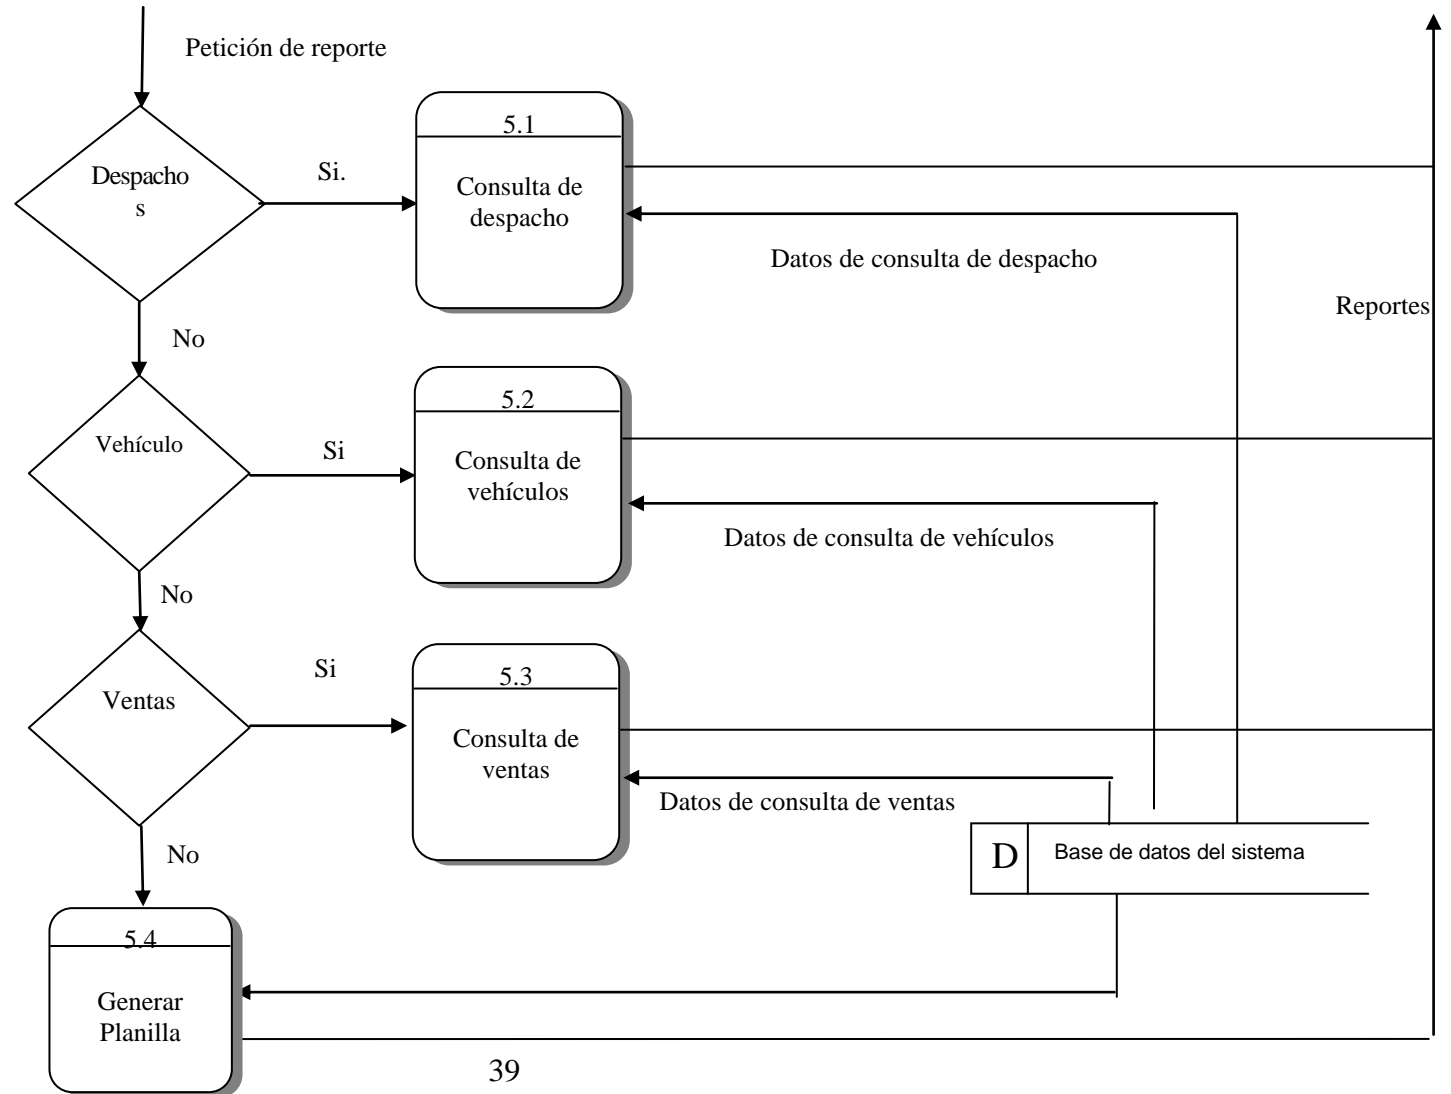 Petición de reporte
5.1
Despacho
s
Si.
Consulta de
despacho
Datos de consulta de despacho
Reportes
No
5.2
Vehículo
Si
Consulta de
vehículos
Datos de consulta de vehículos
No
5.3
Ventas
Si
Consulta de
ventas
Datos de consulta de ventas
No
D
Base de datos del sistema
5.4
Generar
Planilla
39